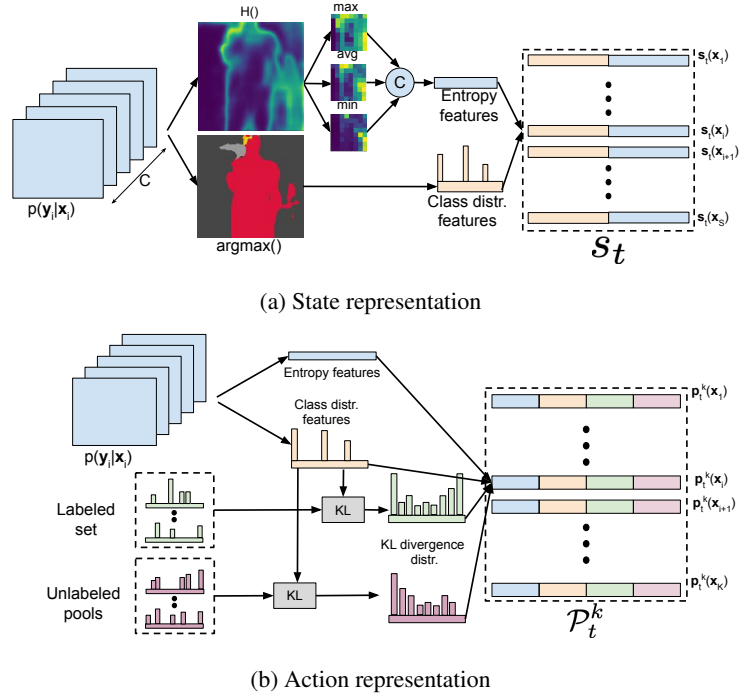 H()
max
avg
min
C
Entropy
features
s_t(x_1)
s_t(x_i)
s_t(x_{i+1})
s_t(x_S)
C
p(y_i|x_i)
argmax()
Class distr.
features
s_t
(a) State representation
Entropy features
Class distr.
features
p(y_i|x_i)
Labeled
set
KL
KL divergence
distr.
Unlabeled
pools
KL
p_t^k(x_1)
p_t^k(x_i)
p_t^k(x_{i+1})
p_t^k(x_K)
P_t^k
(b) Action representation